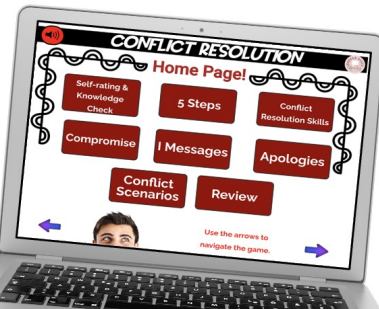 CONFLICT RESOLUTION
Home Page!
Self-rating &
Knowledge
Check
5 Steps
Conflict
Resolution Skills
Compromise
I Messages
Apologies
Conflict
Scenarios
Review
Use the arrows to
navigate the game.